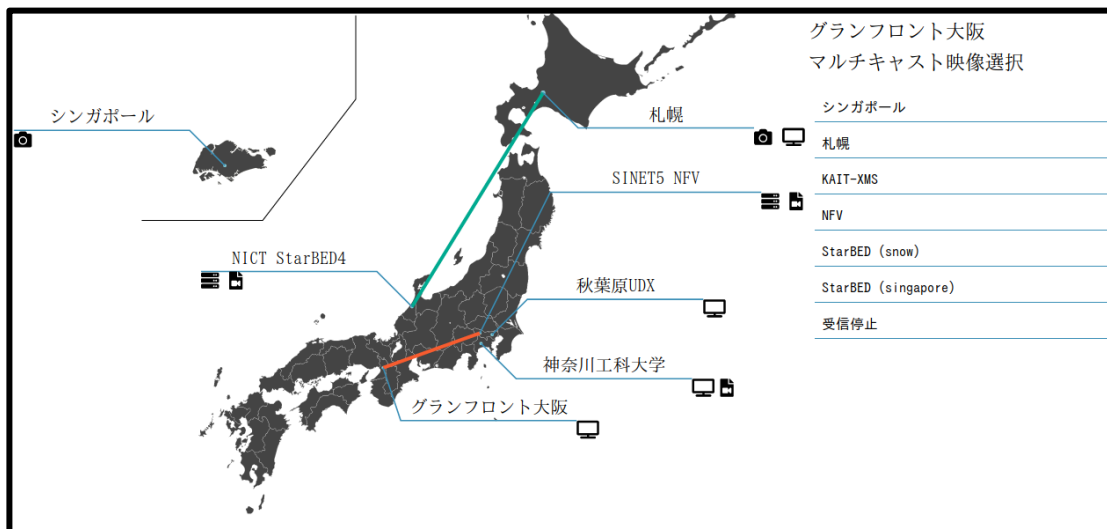 グランフロント大阪
マルチキャスト映像選択
シンガポール
札幌
KAIT-XMS
NFV
StarBED (snow)
StarBED (singapore)
受信停止
シンガポール
札幌
SINET5 NFV
NICT StarBED4
秋葉原UDX
神奈川工科大学
グランフロント大阪